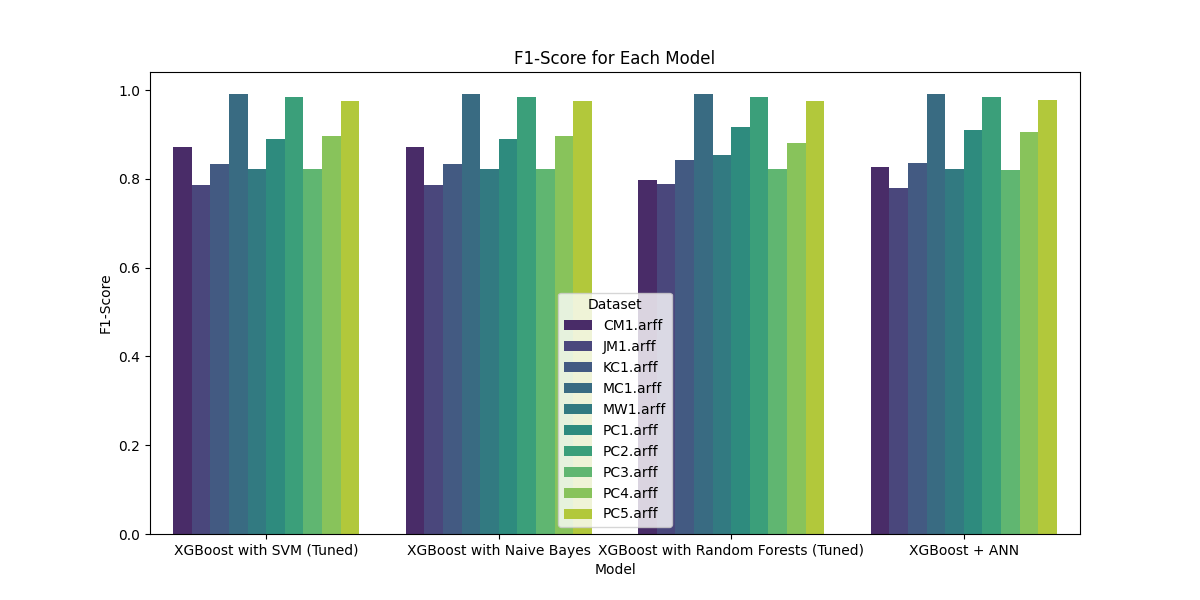 F1-Score for Each Model
1.0
0.8
0.6
0.4
0.2
0.0
F1-Score
Dataset
CM1.arff
JM1.arff
KC1.arff
MC1.arff
MW1.arff
PC1.arff
PC2.arff
PC3.arff
PC4.arff
PC5.arff
XGBoost with SVM (Tuned) XGBoost with Naive Bayes XGBoost with Random Forests (Tuned) XGBoost + ANN
Model